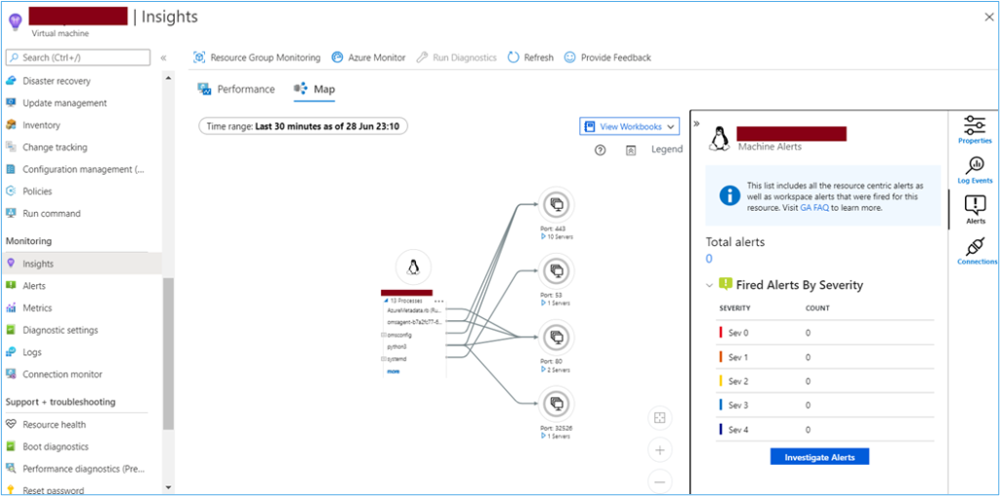 | Insights
Virtual machine
Search (Ctrl+/)
Disaster recovery
Update management
Inventory
Change tracking
Configuration management (...
Policies
Run command
Monitoring
Insights
Alerts
Metrics
Diagnostic settings
Logs
Connection monitor
Support + troubleshooting
Resource health
Boot diagnostics
Performance diagnostics (Pre...
Reset password
Resource Group Monitoring
Azure Monitor
Run Diagnostics
Refresh
Provide Feedback
Performance
Map
Time range: Last 30 minutes as of 28 Jun 23:10
View Workbooks
Legend
13 Processes
AzureMetadata.rb (Ru...
omsagent-b7a2fc77-6...
omsconfig
python3
systemd
more
Port: 443
10 Servers
Port: 53
1 Servers
Port: 80
2 Servers
Port: 32526
1 Servers
Machine Alerts
This list includes all the resource centric alerts as
well as workspace alerts that were fired for this
resource. Visit GA FAQ to learn more.
Total alerts
0
Fired Alerts By Severity
SEVERITY COUNT
Sev 0 0
Sev 1 0
Sev 2 0
Sev 3 0
Sev 4 0
Investigate Alerts
Properties
Log Events
Alerts
Connections